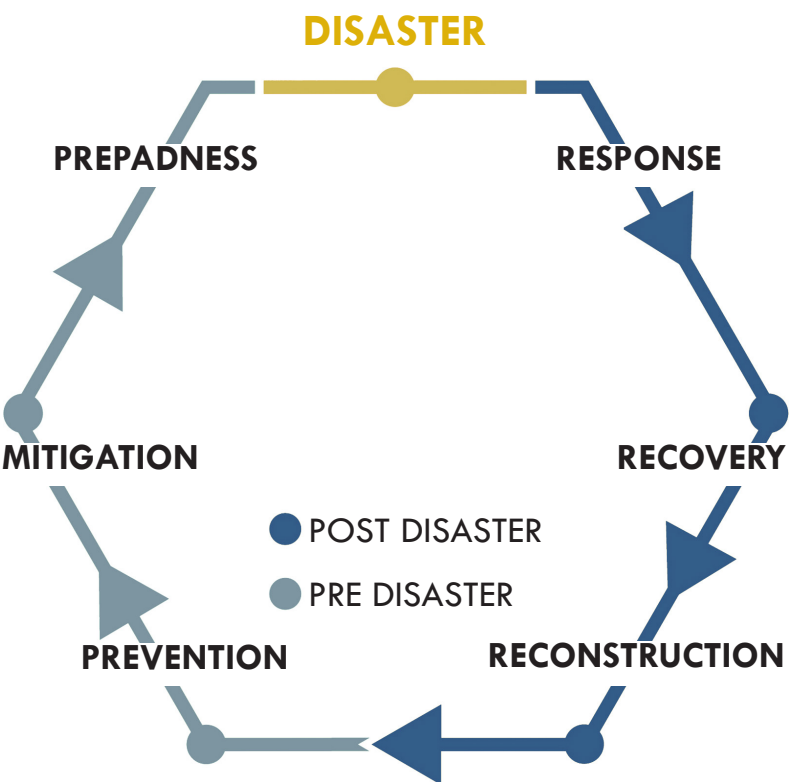 DISASTER
PREPADNESS
RESPONSE
MITIGATION
RECOVERY
POST DISASTER
PRE DISASTER
PREVENTION
RECONSTRUCTION